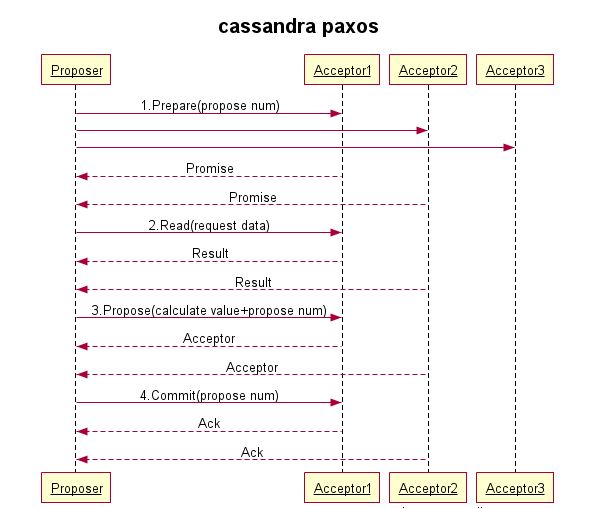 cassandra paxos
Proposer Acceptor1 Acceptor2 Acceptor3
1.Prepare(propose num)
Promise
Promise
2.Read(request data)
Result
Result
3.Propose(calculate value+propose num)
Acceptor
Acceptor
4.Commit(propose num)
Ack
Ack
Proposer Acceptor1 Acceptor2 Acceptor3